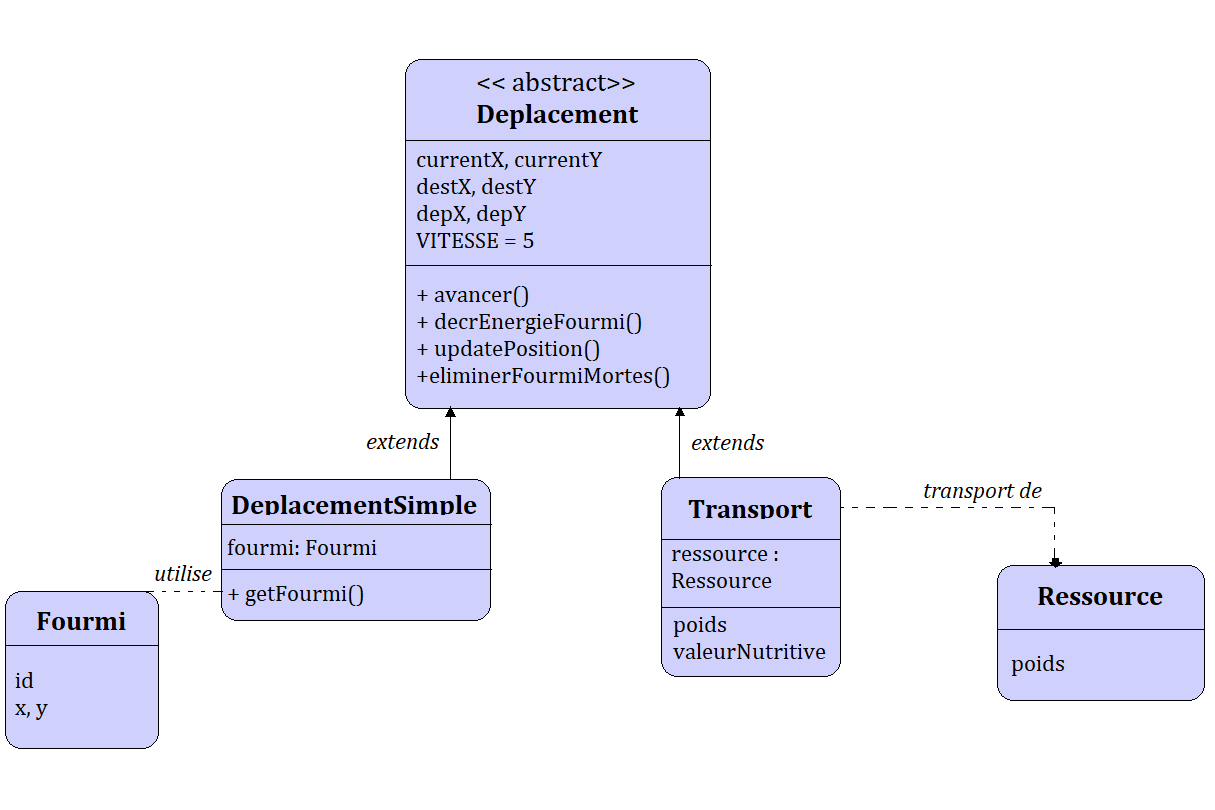 << abstract>>
Deplacement
currentX, currentY
destX, destY
depX, depY
VITESSE = 5
+ avancer()
+ decrEnergieFourmi()
+ updatePosition()
+eliminerFourmiMortes()
extends
extends
DeplacementSimple
fourmi: Fourmi
+ getFourmi()
utilise
Fourmi
id
x, y
Transport
ressource :
Ressource
poids
valeurNutritive
transport de
Ressource
poids